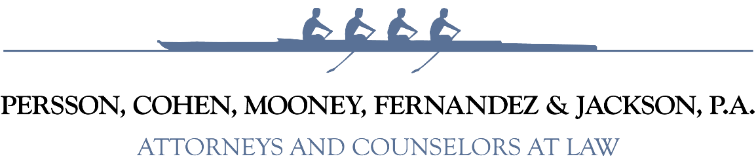 PERSSON, COHEN, MOONEY, FERNANDEZ & JACKSON, P.A.
ATTORNEYS AND COUNSELORS AT LAW